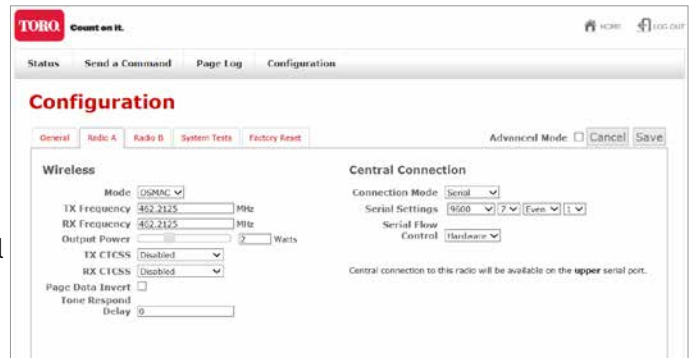 TORO
Count on it.
HOME LOG OUT
Status Send a Command Page Log Configuration
Configuration
General Radio A Radio B System Tests Factory Reset
Advanced Mode Cancel Save
Wireless
Mode OSMAC
TX Frequency 462.2125 MHz
RX Frequency 462.2125 MHz
Output Power 2 Watts
TX CTCSS Disabled
RX CTCSS Disabled
Page Data Invert
Tone Respond
Delay 0
Central Connection
Connection Mode Serial
Serial Settings 9600 7 Even 1
Serial Flow
Control Hardware
Central connection to this radio will be available on the upper serial port.